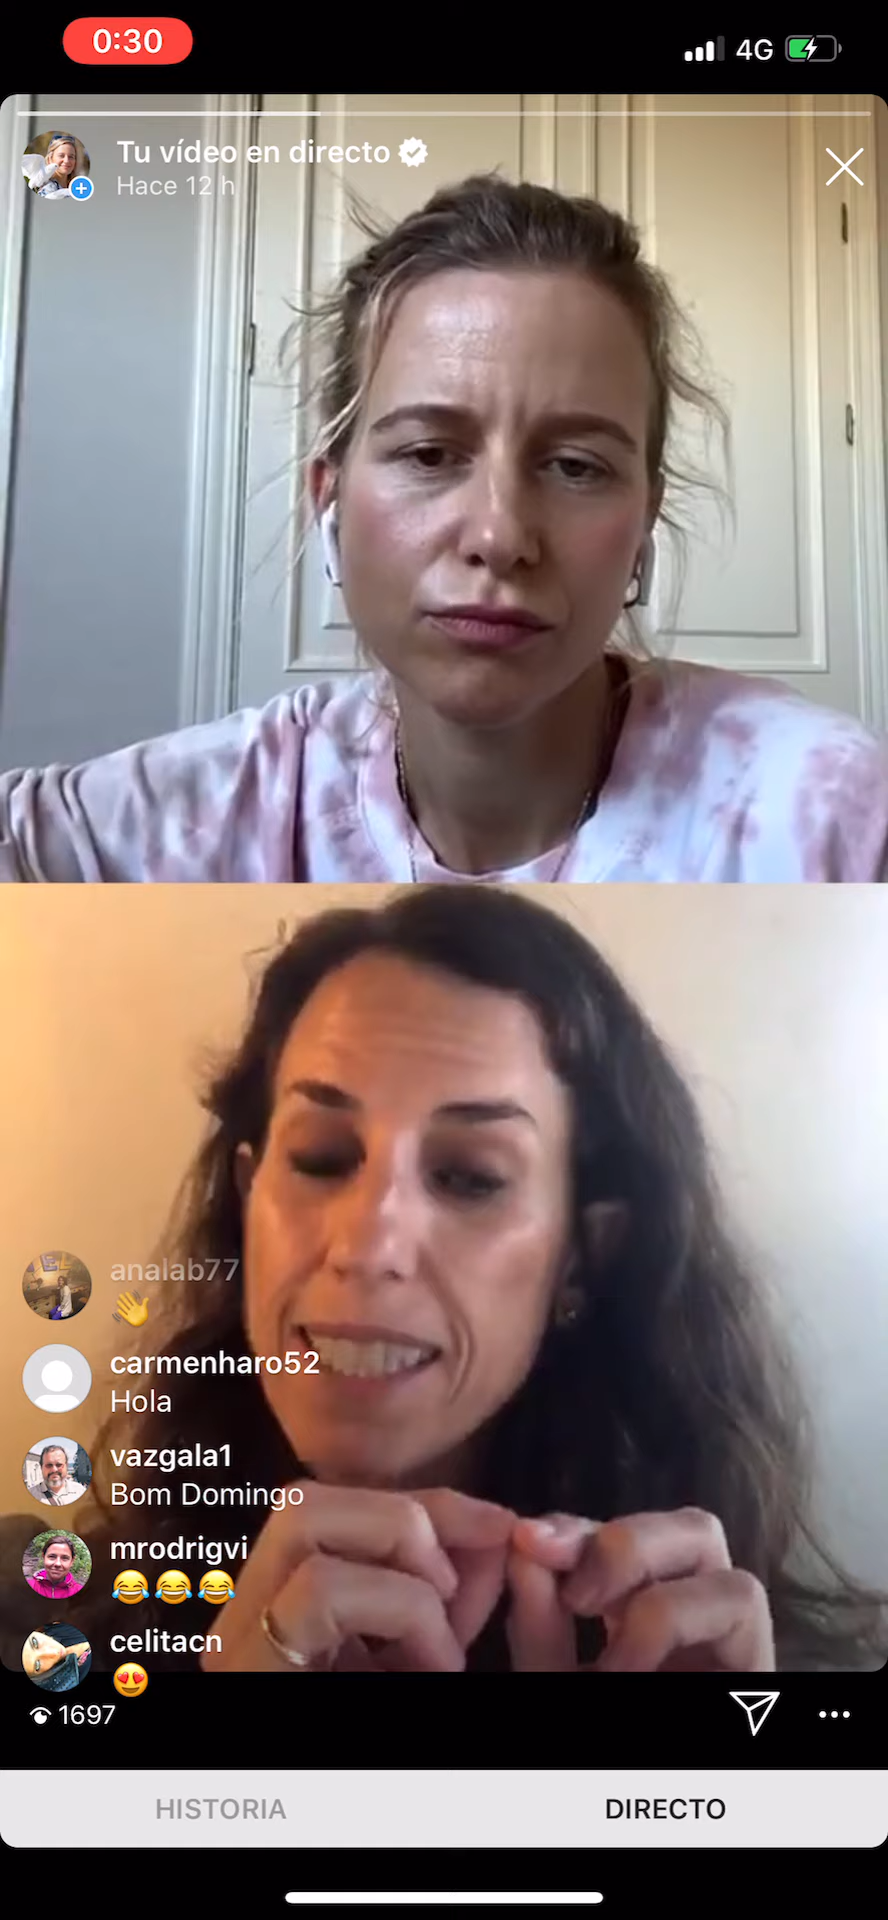 0:30
4G
Tu vídeo en directo
Hace 12 h
analab77
👋
carmenharo52
Hola
vazgala1
Bom Domingo
mrodrigvi
😂😂😂
celitacn
😍
1697
HISTORIA
DIRECTO